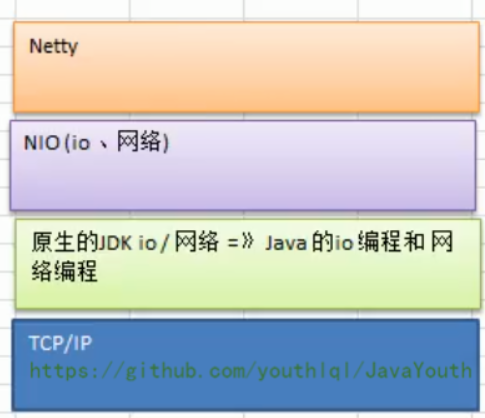 Netty
NIO (io 、网络)
原生的JDK io / 网络 =》 Java 的io 编程和 网
络编程
TCP/IP
https://github.com/youthlql/JavaYouth